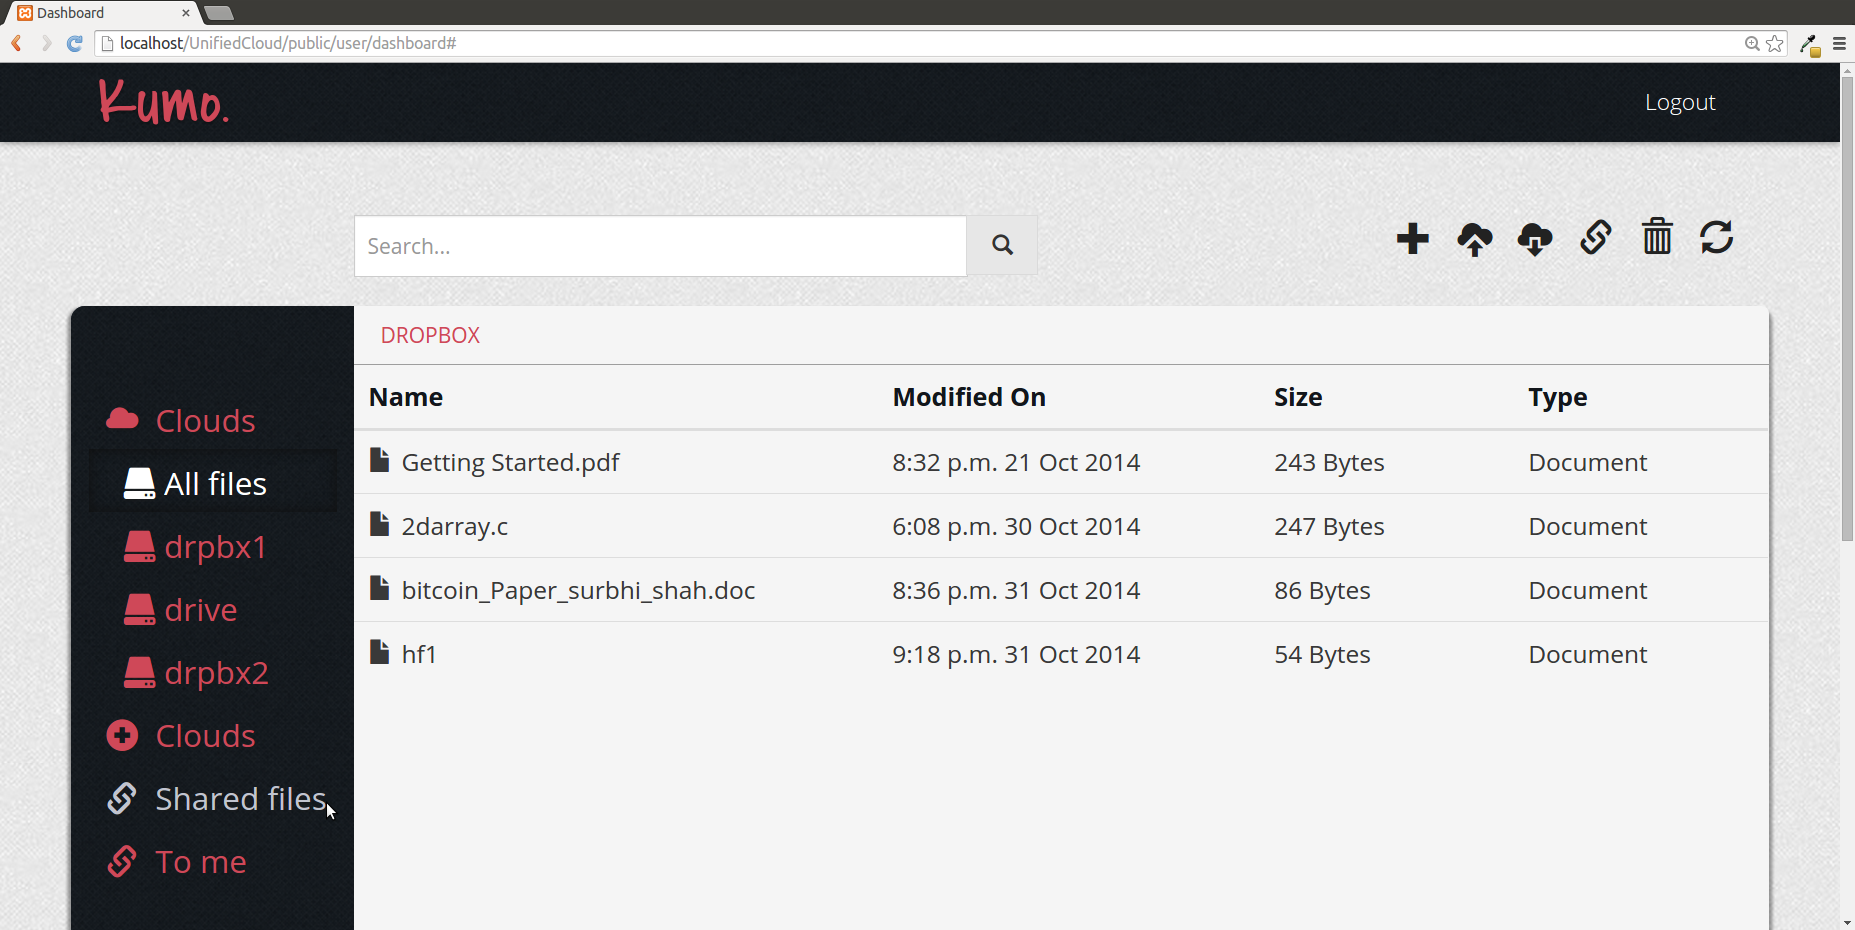 Dashboard
localhost/UnifiedCloud/public/user/dashboard#
Kumo.
Logout
Search...
DROPBOX
Name Modified On Size Type
Getting Started.pdf 8:32 p.m. 21 Oct 2014 243 Bytes Document
2darray.c 6:08 p.m. 30 Oct 2014 247 Bytes Document
bitcoin_Paper_surbhi_shah.doc 8:36 p.m. 31 Oct 2014 86 Bytes Document
hf1 9:18 p.m. 31 Oct 2014 54 Bytes Document
Clouds
All files
drpbx1
drive
drpbx2
Clouds
Shared files
To me